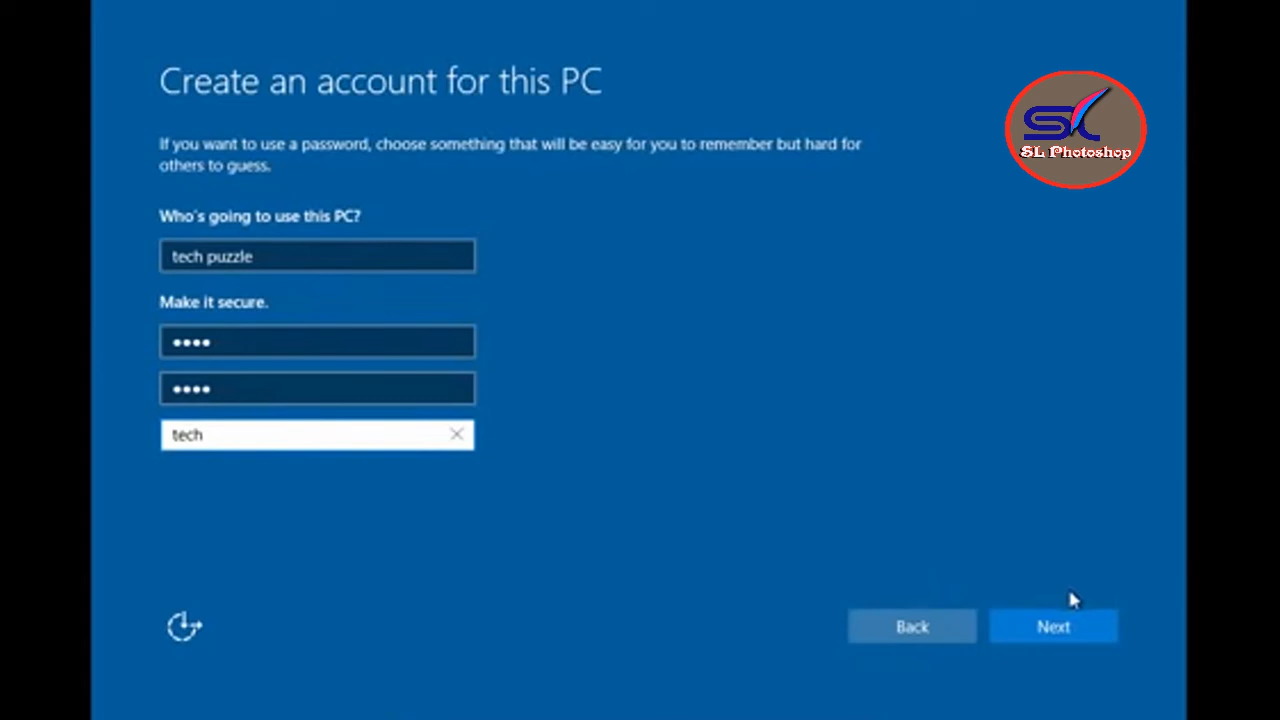 Create an account for this PC
SL Photoshop
If you want to use a password, choose something that will be easy for you to remember but hard for
others to guess.
Who's going to use this PC?
tech puzzle
Make it secure.
••••
••••
tech
Back
Next